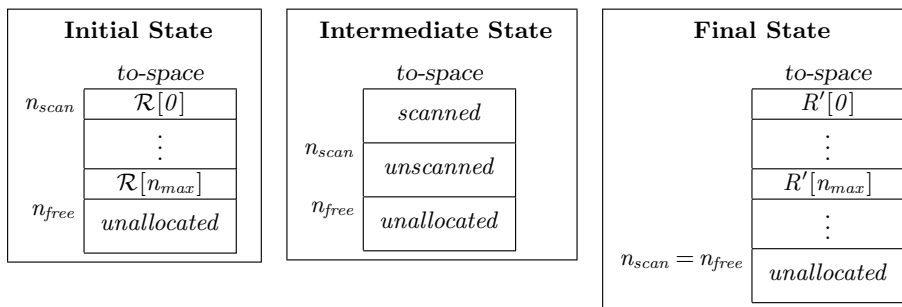 Initial State
to-space
n_scan
ℛ[0]
⋮
ℛ[n_max]
n_free
unallocated
Intermediate State
to-space
scanned
n_scan
unscanned
n_free
unallocated
Final State
to-space
R′[0]
⋮
R′[n_max]
⋮
n_scan = n_free
unallocated